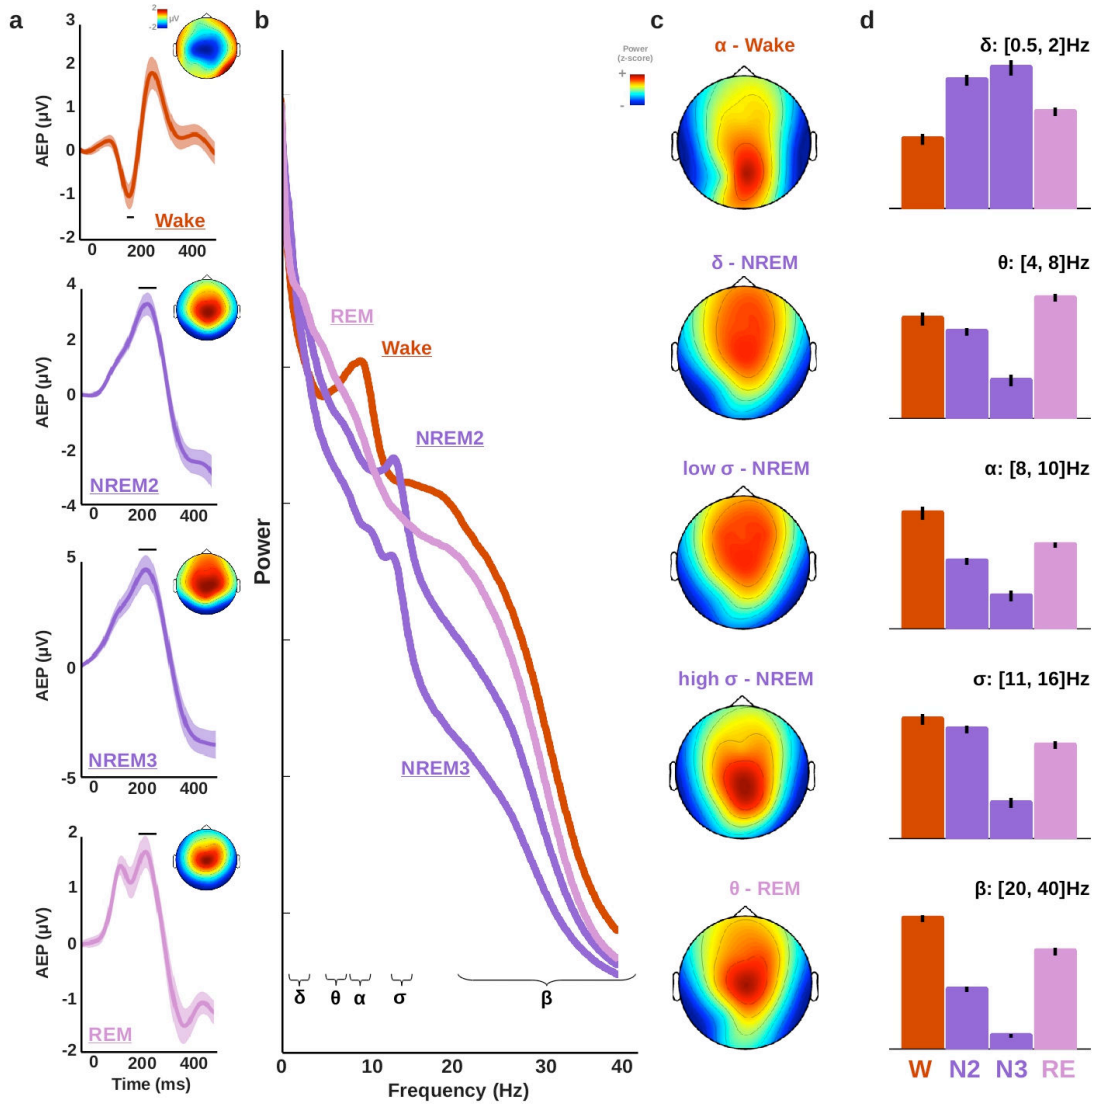 a
3
2
1
0
-1
-2
AEP (μV)
2
-2
μV
Wake
0 200 400
4
2
0
-2
-4
AEP (μV)
NREM2
0 200 400
5
0
-5
AEP (μV)
NREM3
0 200 400
2
1
0
-1
-2
AEP (μV)
REM
0 200 400
Time (ms)
b
Power
REM
Wake
NREM2
NREM3
δ θ α σ β
0 10 20 30 40
Frequency (Hz)
c
Power
(z-score)
+
-
α - Wake
δ - NREM
low σ - NREM
high σ - NREM
θ - REM
d
δ: [0.5, 2]Hz
θ: [4, 8]Hz
α: [8, 10]Hz
σ: [11, 16]Hz
β: [20, 40]Hz
W N2 N3 RE